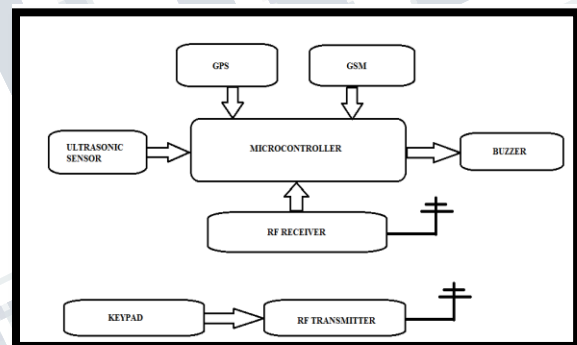 GPS
GSM
ULTRASONIC
SENSOR
MICROCONTROLLER
BUZZER
RF RECEIVER
KEYPAD
RF TRANSMITTER